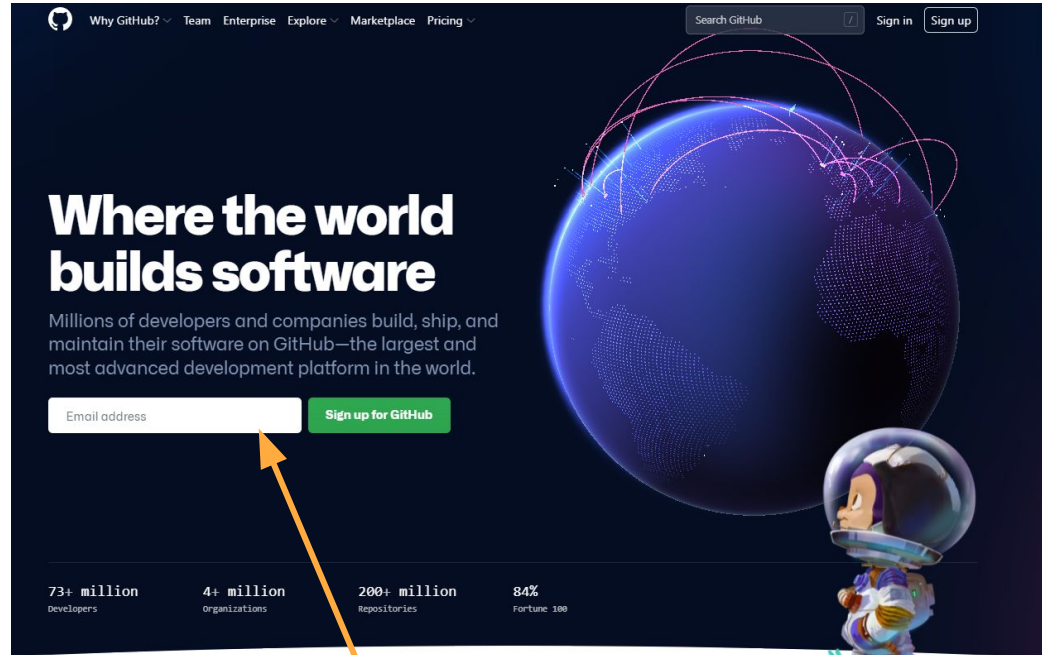 Why GitHub? Team Enterprise Explore Marketplace Pricing Search GitHub / Sign in Sign up
Where the world
builds software
Millions of developers and companies build, ship, and
maintain their software on GitHub—the largest and
most advanced development platform in the world.
Email address Sign up for GitHub
73+ million 4+ million 200+ million 84%
Developers Organizations Repositories Fortune 100